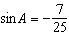 sin A = −7/25